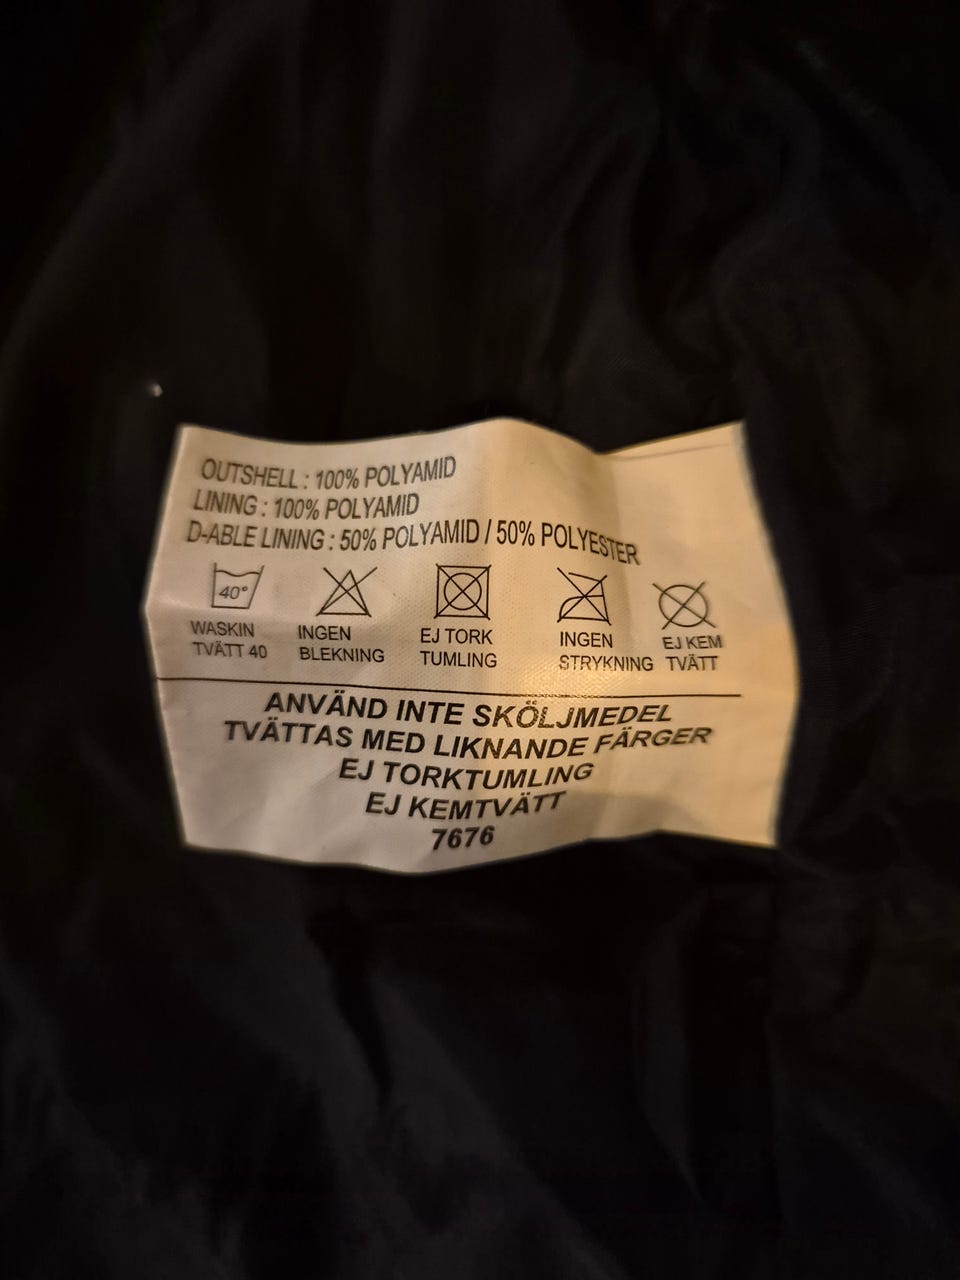 OUTSHELL : 100% POLYAMID
LINING : 100% POLYAMID
D-ABLE LINING : 50% POLYAMID / 50% POLYESTER
40°
WASKIN TVÄTT 40
INGEN BLEKNING
EJ TORK TUMLING
INGEN STRYKNING
EJ KEM TVÄTT
ANVÄND INTE SKÖLJMEDEL
TVÄTTAS MED LIKNANDE FÄRGER
EJ TORKTUMLING
EJ KEMTVÄTT
7676